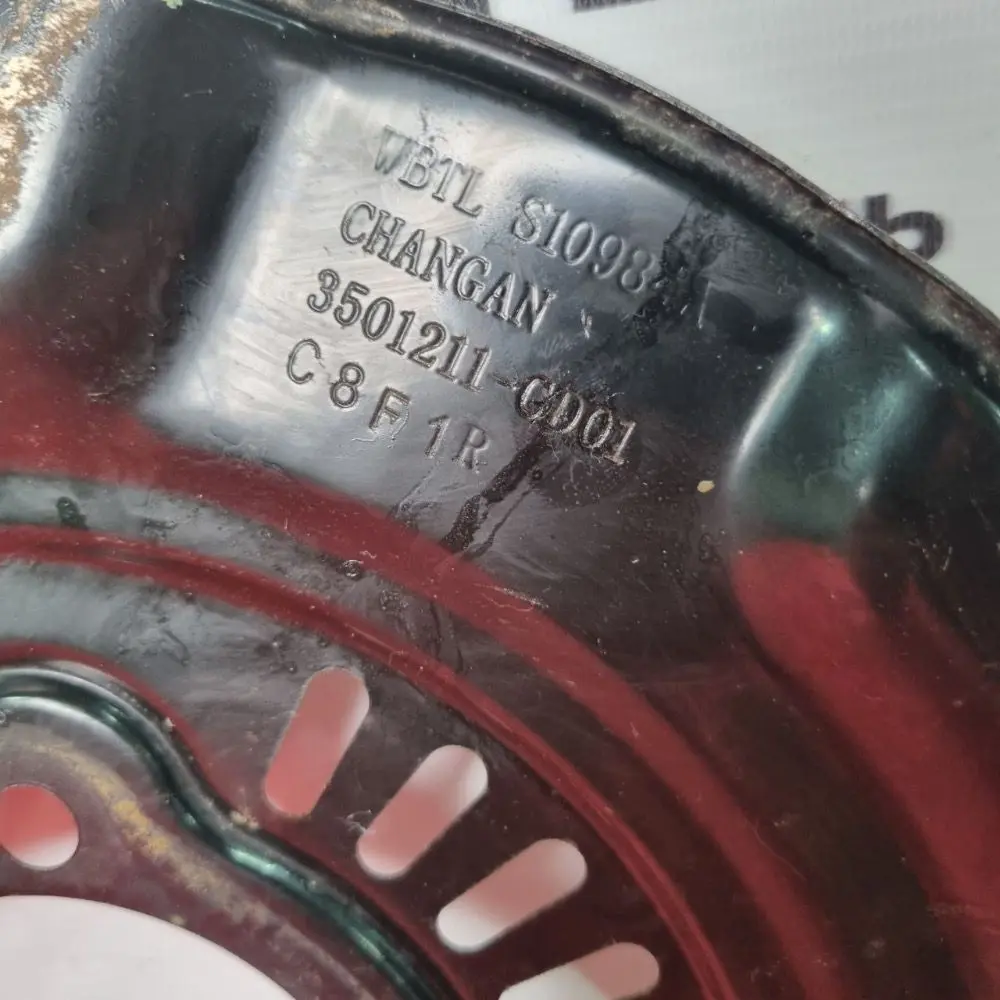 WBTL S1098
CHANGAN
3501211-CD01
C8F1R
b